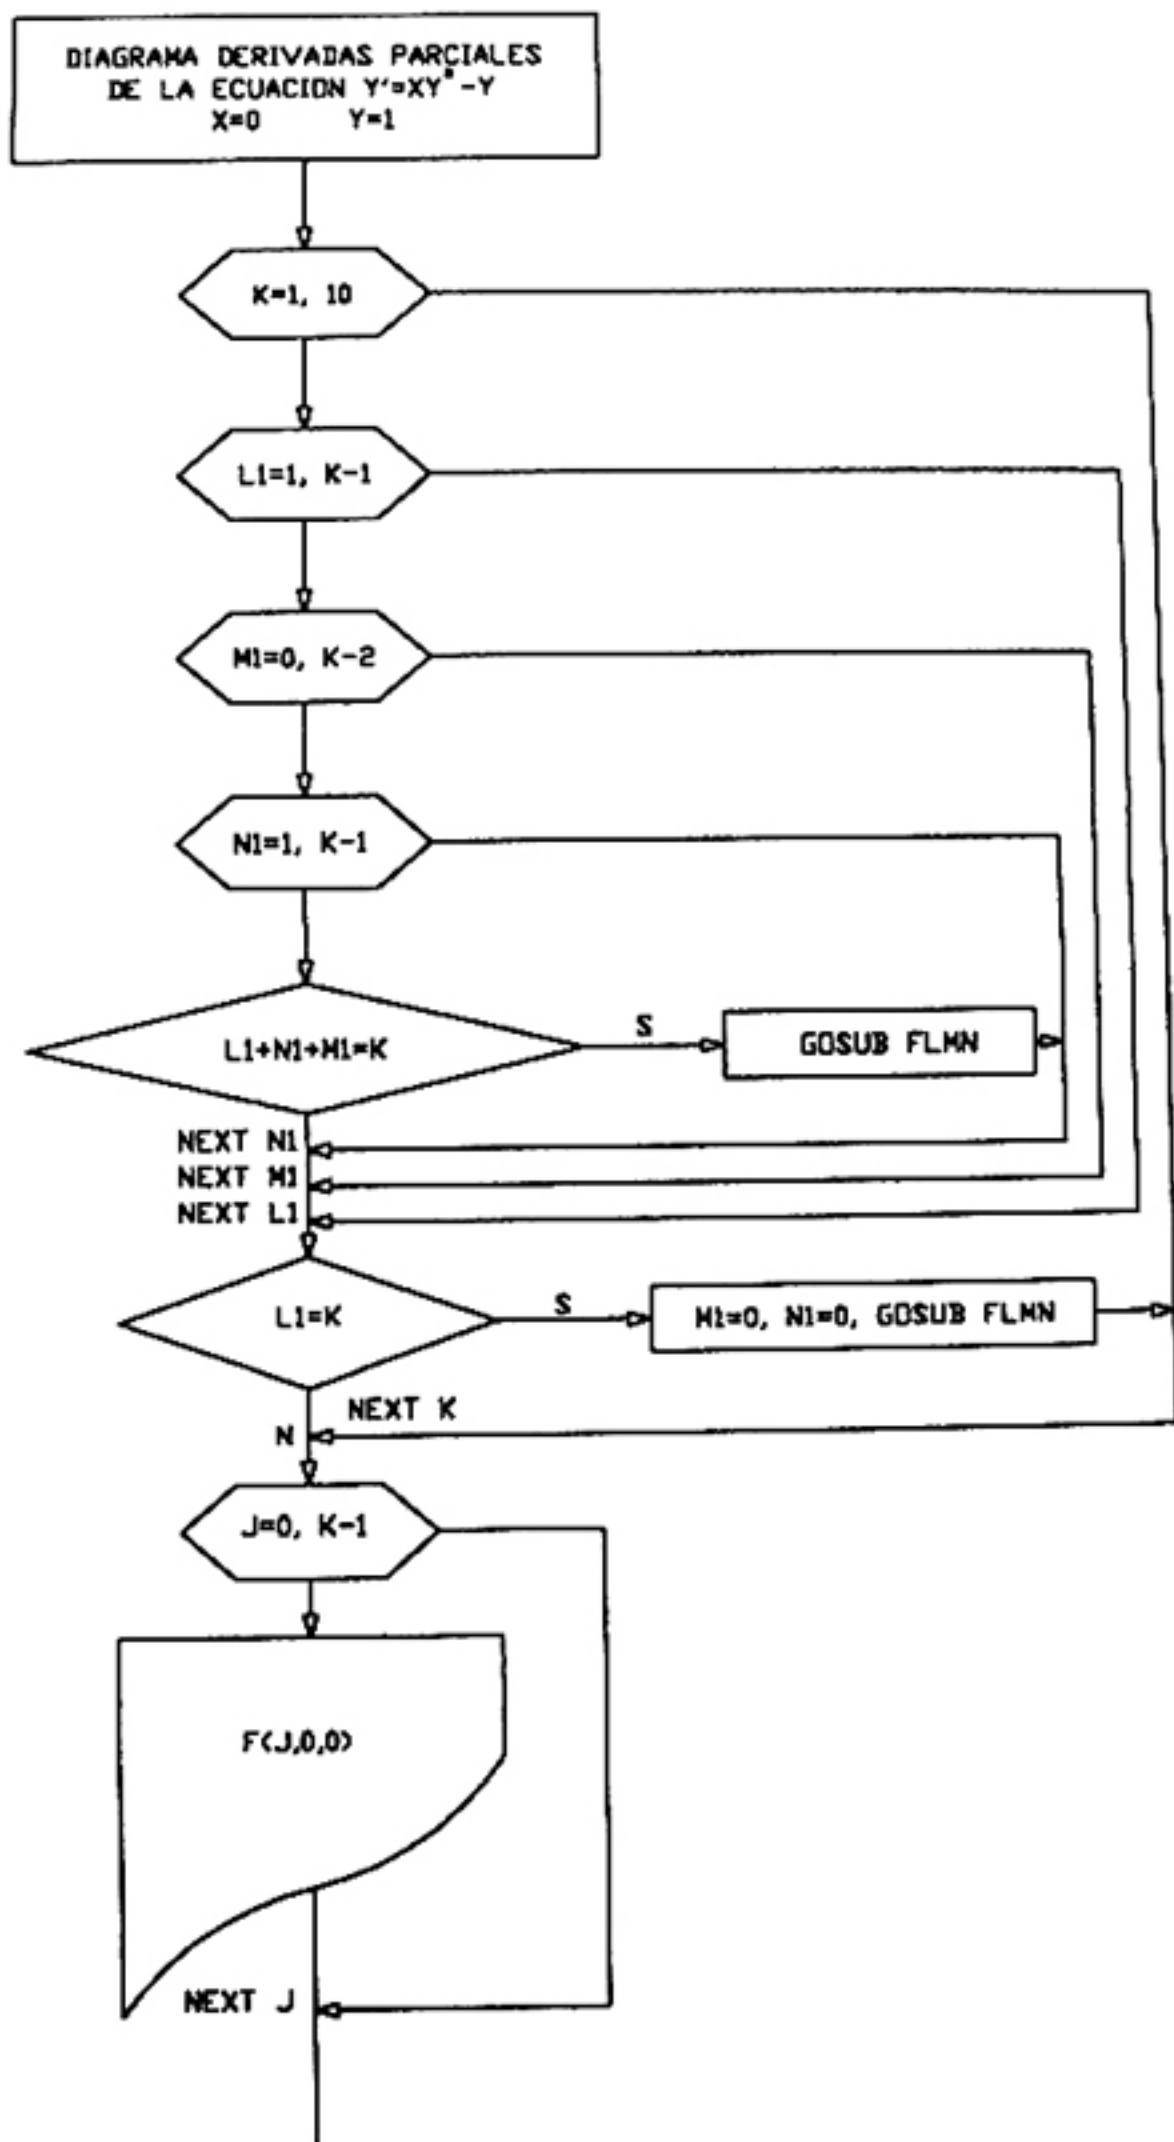 DIAGRAMA DERIVADAS PARCIALES
DE LA ECUACION Y'=XY -Y
X=0 Y=1
K=1, 10
L1=1, K-1
M1=0, K-2
N1=1, K-1
L1+N1+M1=K
S
GOSUB FLMN
NEXT N1
NEXT M1
NEXT L1
L1=K
S
M1=0, N1=0, GOSUB FLMN
NEXT K
N
J=0, K-1
F(J,0,0)
NEXT J